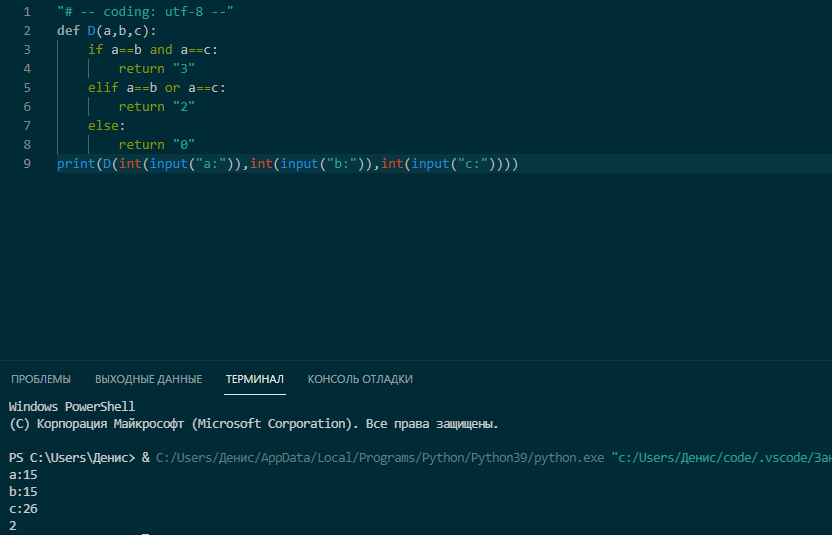 1 "# -- coding: utf-8 --"
2 def D(a,b,c):
3 if a==b and a==c:
4 return "3"
5 elif a==b or a==c:
6 return "2"
7 else:
8 return "0"
9 print(D(int(input("a:")),int(input("b:")),int(input("c:"))))
ПРОБЛЕМЫ ВЫХОДНЫЕ ДАННЫЕ ТЕРМИНАЛ КОНСОЛЬ ОТЛАДКИ
Windows PowerShell
(C) Корпорация Майкрософт (Microsoft Corporation). Все права защищены.
PS C:\Users\Денис> & C:/Users/Денис/AppData/Local/Programs/Python/Python39/python.exe "c:/Users/Денис/code/.vscode/Зан
a:15
b:15
c:26
2